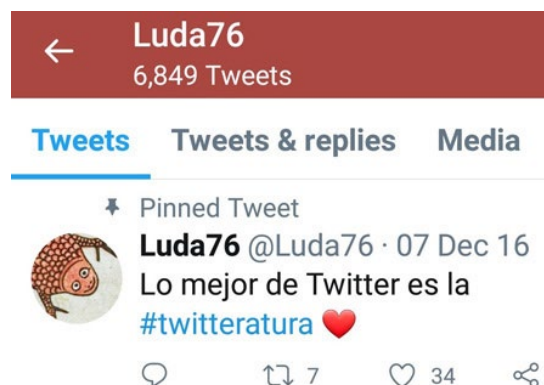 Luda76
6,849 Tweets
Tweets Tweets & replies Media
Pinned Tweet
Luda76 @Luda76 · 07 Dec 16
Lo mejor de Twitter es la
#twitteratura ❤️
7 34